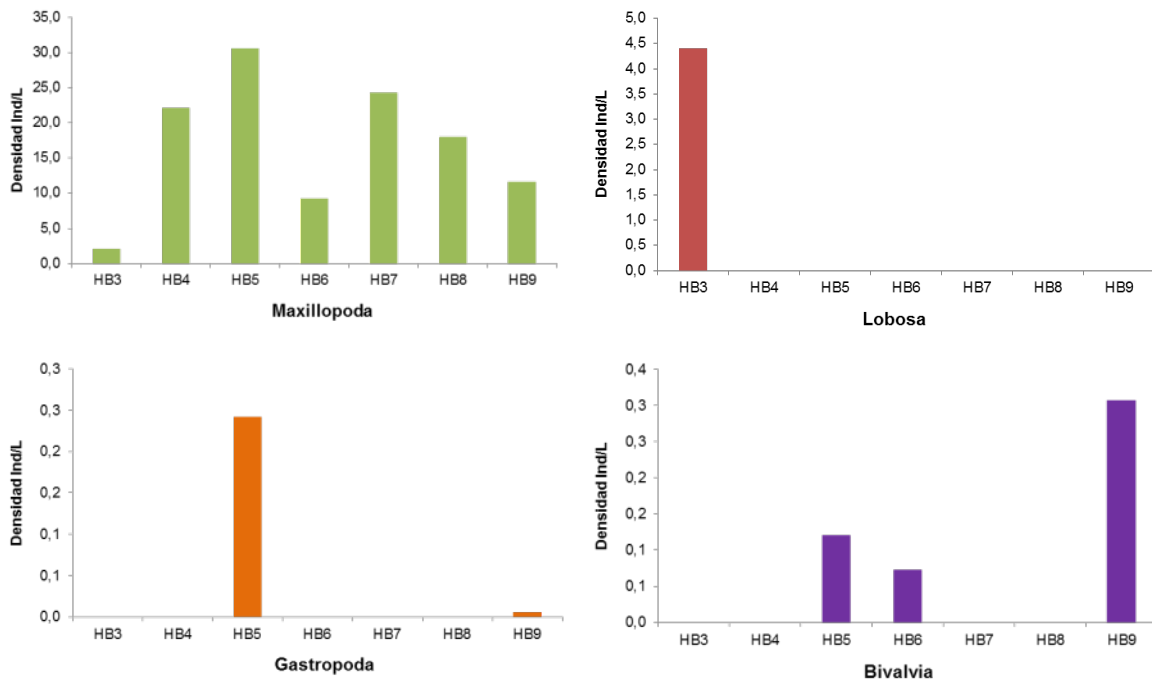 35,0
30,0
25,0
20,0
15,0
10,0
5,0
0,0
Densidad Ind/L
HB3 HB4 HB5 HB6 HB7 HB8 HB9
Maxillopoda
5,0
4,5
4,0
3,5
3,0
2,5
2,0
1,5
1,0
0,5
0,0
Densidad Ind/L
HB3 HB4 HB5 HB6 HB7 HB8 HB9
Lobosa
0,3
0,3
0,2
0,2
0,1
0,1
0,0
Densidad Ind/L
HB3 HB4 HB5 HB6 HB7 HB8 HB9
Gastropoda
0,4
0,3
0,3
0,2
0,2
0,1
0,1
0,0
Densidad Ind/L
HB3 HB4 HB5 HB6 HB7 HB8 HB9
Bivalvia